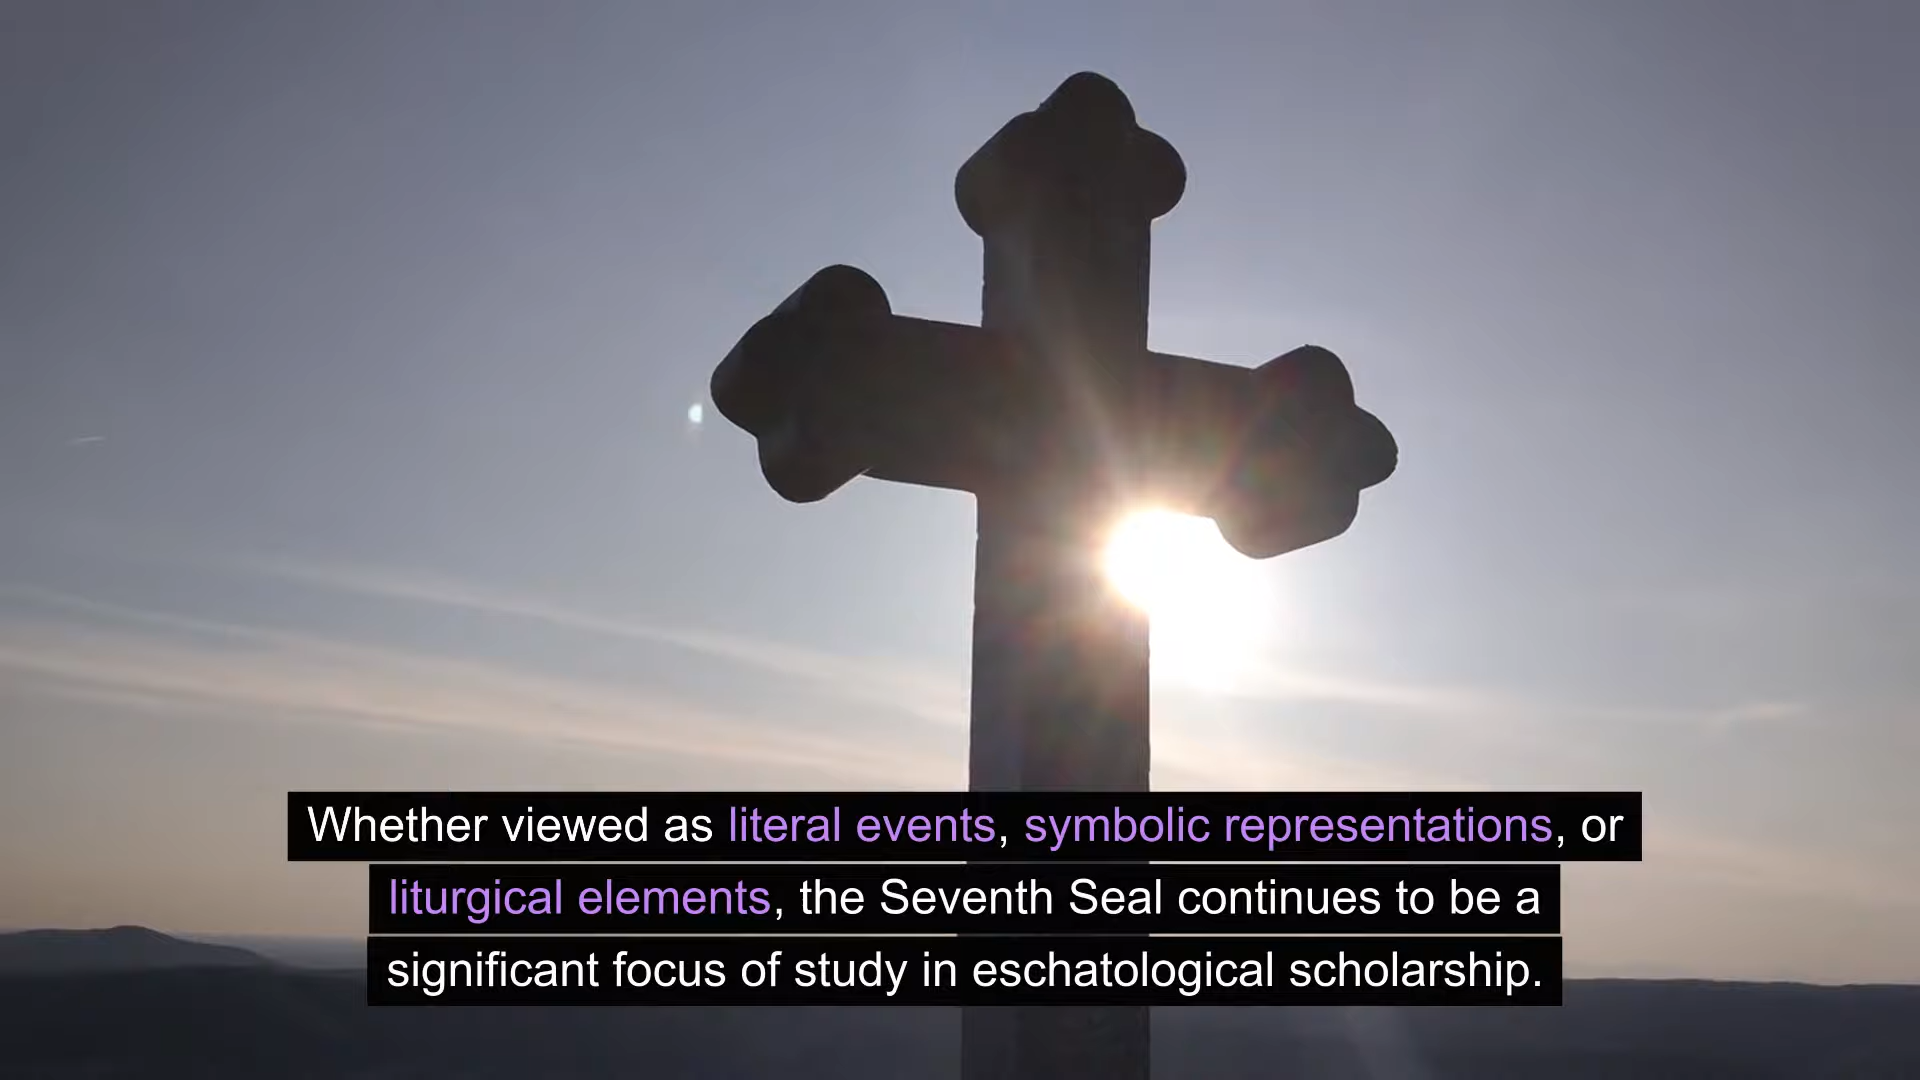 Whether viewed as literal events, symbolic representations, or
liturgical elements, the Seventh Seal continues to be a
significant focus of study in eschatological scholarship.